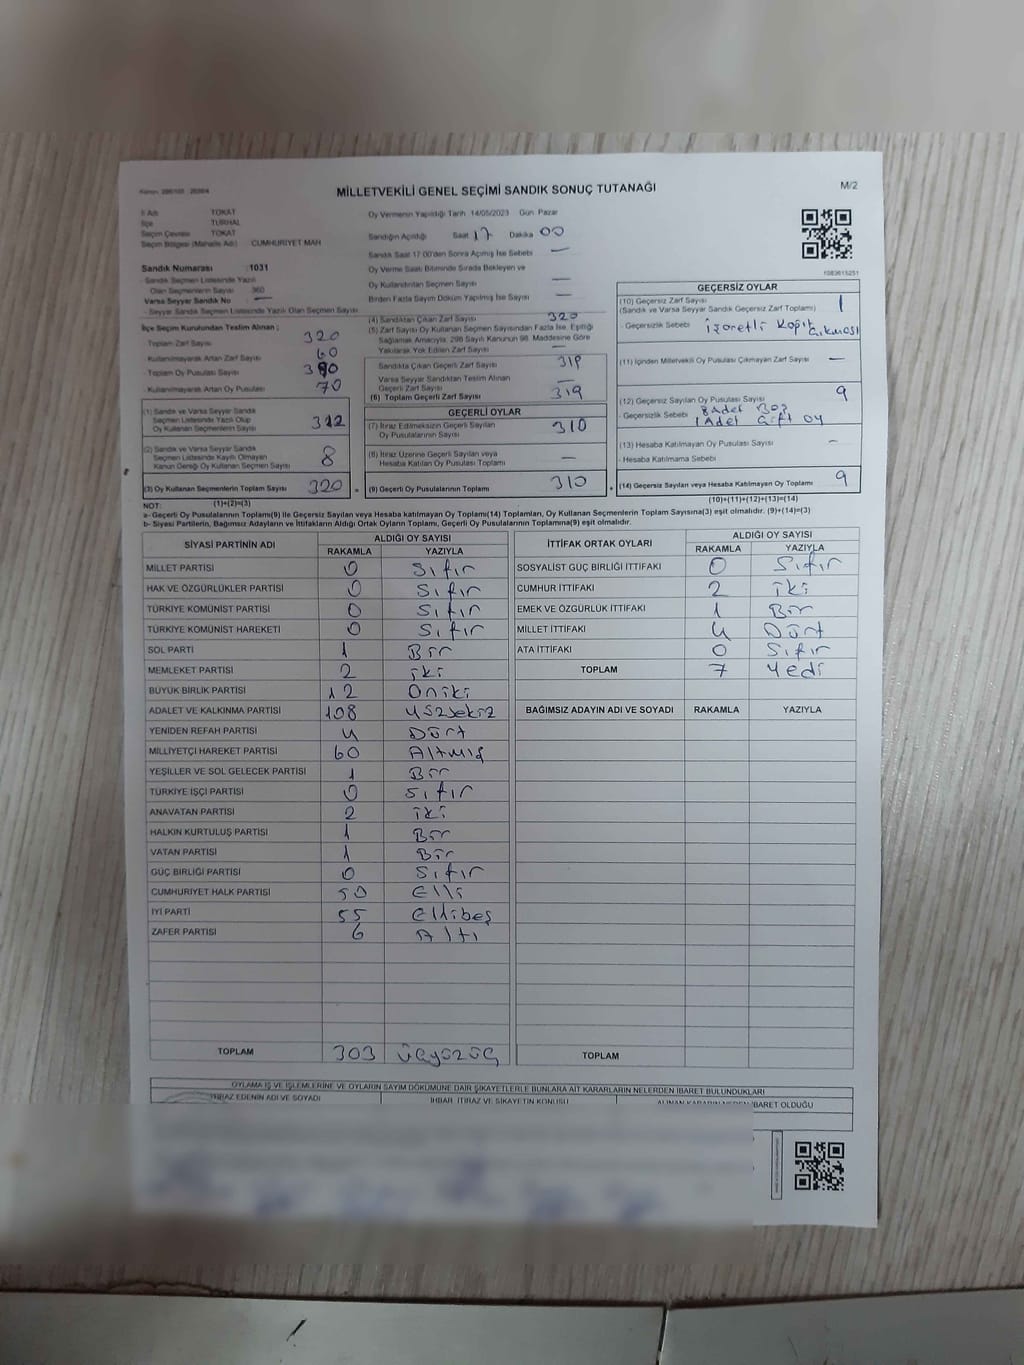 MİLLETVEKİLİ GENEL SEÇİMİ SANDIK SONUÇ TUTANAĞI
M/2
İl Adı TOKAT
İlçe TURHAL
Seçim Çevresi TOKAT
Seçim Bölgesi (Mahalle Adı) CUMHURIYET MAH
Oy Vermenin Yapıldığı Tarih 14/05/2023 Gün Pazar
Sandığın Açıldığı Saat 17 Dakika 00
Sandık Saat 17:00'den Sonra Açılmış İse Sebebi —
Oy Verme Saati Bitiminde Sırada Bekleyen ve
Oy Kullandırılan Seçmen Sayısı —
Birden Fazla Sayım Döküm Yapılmış İse Sayısı —
1083615251
Sandık Numarası 1031
Sandık Seçmen Listesinde Yazılı
Olan Seçmenlerin Sayısı 360
Varsa Seyyar Sandık No —
Seyyar Sandık Listesinde Yazılı Olan Seçmen Sayısı
İlçe Seçim Kurulundan Teslim Alınan :
Toplam Zarf Sayısı 320
Kullanılmayarak Artan Zarf Sayısı 60
Toplam Oy Pusulası Sayısı 390
Kullanılmayarak Artan Oy Pusulası 70
(1) Sandık ve Varsa Seyyar Sandık
Seçmen Listesinde Yazılı Olup
Oy Kullanan Seçmenlerin Sayısı 312
(2) Sandık ve Varsa Seyyar Sandık
Seçmen Listesinde Kayıtlı Olmayan
Kanun Gereği Oy Kullanan Seçmen Sayısı 8
(3) Oy Kullanan Seçmenlerin Toplam Sayısı 320
(1)+(2)=(3)
(4) Sandıktan Çıkan Zarf Sayısı 320
(5) Zarf Sayısı Oy Kullanan Seçmen Sayısından Fazla İse, Eşitliği
Sağlamak Amacıyla, 298 Sayılı Kanunun 98. Maddesine Göre
Yakılarak Yok Edilen Zarf Sayısı —
Sandıkta Çıkan Geçerli Zarf Sayısı 319
Varsa Seyyar Sandıktan Teslim Alınan
Geçerli Zarf Sayısı —
(6) Toplam Geçerli Zarf Sayısı 319
GEÇERLİ OYLAR
(7) İtiraz Edilmeksizin Geçerli Sayılan
Oy Pusulalarının Sayısı 310
(8) İtiraz Üzerine Geçerli Sayılan veya
Hesaba Katılan Oy Pusulası Toplamı —
(9) Geçerli Oy Pusulalarının Toplamı 310
GEÇERSİZ OYLAR
(10) Geçersiz Zarf Sayısı
(Sandık ve Varsa Seyyar Sandık Geçersiz Zarf Toplamı) 1
- Geçersizlik Sebebi işaretli Kağıt Çıkması
(11) İçinden Milletvekili Oy Pusulası Çıkmayan Zarf Sayısı —
(12) Geçersiz Sayılan Oy Pusulası Sayısı 9
- Geçersizlik Sebebi 8 Adet Boş
1 Adet Çift oy
(13) Hesaba Katılmayan Oy Pusulası Sayısı —
- Hesaba Katılmama Sebebi
(14) Geçersiz Sayılan veya Hesaba Katılmayan Oy Toplamı 9
(10)+(11)+(12)+(13)=(14)
NOT:
a- Geçerli Oy Pusulalarının Toplamı(9) ile Geçersiz Sayılan veya Hesaba katılmayan Oy Toplamı(14) Toplamları, Oy Kullanan Seçmenlerin Toplam Sayısına(3) eşit olmalıdır. (9)+(14)=(3)
b- Siyasi Partilerin, Bağımsız Adayların ve İttifakların Aldığı Ortak Oyların Toplamı, Geçerli Oy Pusulalarının Toplamına(9) eşit olmalıdır.
SİYASİ PARTİNİN ADI ALDIĞI OY SAYISI
RAKAMLA YAZIYLA
MİLLET PARTİSİ 0 Sıfır
HAK VE ÖZGÜRLÜKLER PARTİSİ 0 Sıfır
TÜRKİYE KOMÜNİST PARTİSİ 0 Sıfır
TÜRKİYE KOMÜNİST HAREKETİ 0 Sıfır
SOL PARTİ 1 Bir
MEMLEKET PARTİSİ 2 iki
BÜYÜK BİRLİK PARTİSİ 12 Oniki
ADALET VE KALKINMA PARTİSİ 108 Yüzsekiz
YENİDEN REFAH PARTİSİ 4 Dört
MİLLİYETÇİ HAREKET PARTİSİ 60 Altmış
YEŞİLLER VE SOL GELECEK PARTİSİ 1 Bir
TÜRKİYE İŞÇİ PARTİSİ 0 Sıfır
ANAVATAN PARTİSİ 2 iki
HALKIN KURTULUŞ PARTİSİ 1 Bir
VATAN PARTİSİ 1 Bir
GÜÇ BİRLİĞİ PARTİSİ 0 Sıfır
CUMHURİYET HALK PARTİSİ 50 Elli
İYİ PARTİ 55 Ellibeş
ZAFER PARTİSİ 6 Altı
TOPLAM 303 üçyüzüç
İTTİFAK ORTAK OYLARI ALDIĞI OY SAYISI
RAKAMLA YAZIYLA
SOSYALİST GÜÇ BİRLİĞİ İTTİFAKI 0 Sıfır
CUMHUR İTTİFAKI 2 iki
EMEK VE ÖZGÜRLÜK İTTİFAKI 1 Bir
MİLLET İTTİFAKI 4 Dört
ATA İTTİFAKI 0 Sıfır
TOPLAM 7 Yedi
BAĞIMSIZ ADAYIN ADI VE SOYADI RAKAMLA YAZIYLA
TOPLAM
OYLAMA İŞ VE İŞLEMLERİNE VE OYLARIN SAYIM DÖKÜMÜNE DAİR ŞİKAYETLERLE BUNLARA AİT KARARLARIN NELERDEN İBARET BULUNDUKLARI
İTİRAZ EDENİN ADI VE SOYADI İHBAR, İTİRAZ VE ŞİKAYETİN KONUSU ALINAN KARARIN NEDEN İBARET OLDUĞU